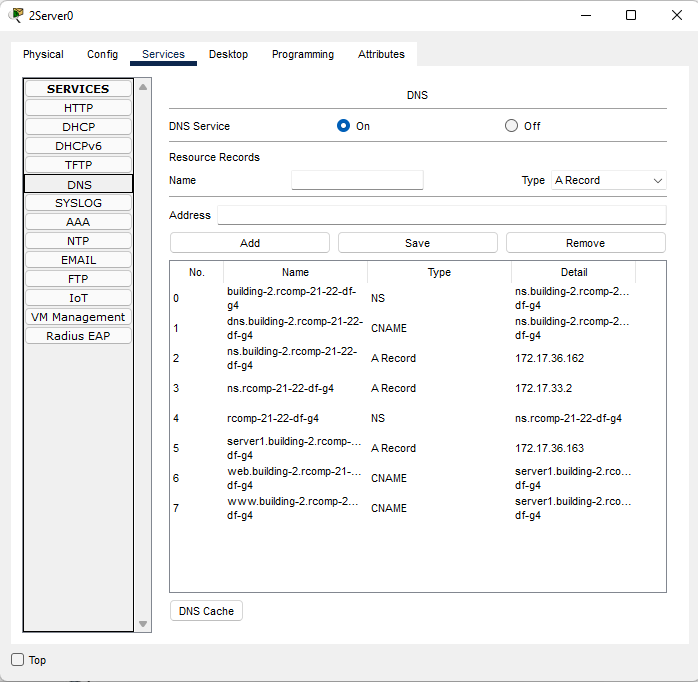 2Server0
Physical Config Services Desktop Programming Attributes
SERVICES
HTTP
DHCP
DHCPv6
TFTP
DNS
SYSLOG
AAA
NTP
EMAIL
FTP
IoT
VM Management
Radius EAP
DNS
DNS Service On Off
Resource Records
Name Type A Record
Address
Add Save Remove
No. Name Type Detail
0 building-2.rcomp-21-22-df-g4 NS ns.building-2.rcomp-2...df-g4
1 dns.building-2.rcomp-21-22-df-g4 CNAME ns.building-2.rcomp-2...df-g4
2 ns.building-2.rcomp-21-22-df-g4 A Record 172.17.36.162
3 ns.rcomp-21-22-df-g4 A Record 172.17.33.2
4 rcomp-21-22-df-g4 NS ns.rcomp-21-22-df-g4
5 server1.building-2.rcomp-...df-g4 A Record 172.17.36.163
6 web.building-2.rcomp-21-...df-g4 CNAME server1.building-2.rco...df-g4
7 www.building-2.rcomp-2...df-g4 CNAME server1.building-2.rco...df-g4
DNS Cache
Top